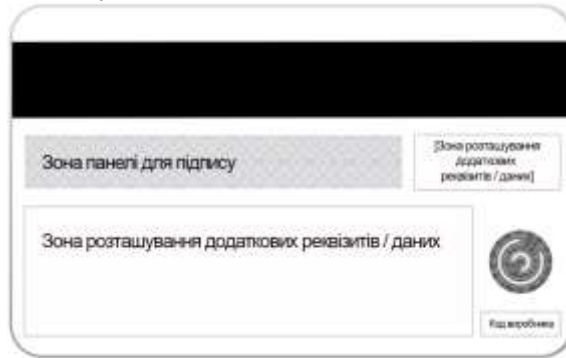 Зона панелі для підпису
[Зона розташування
додаткових
реквізитів / даних]
Зона розташування додаткових реквізитів / даних
Код виробника